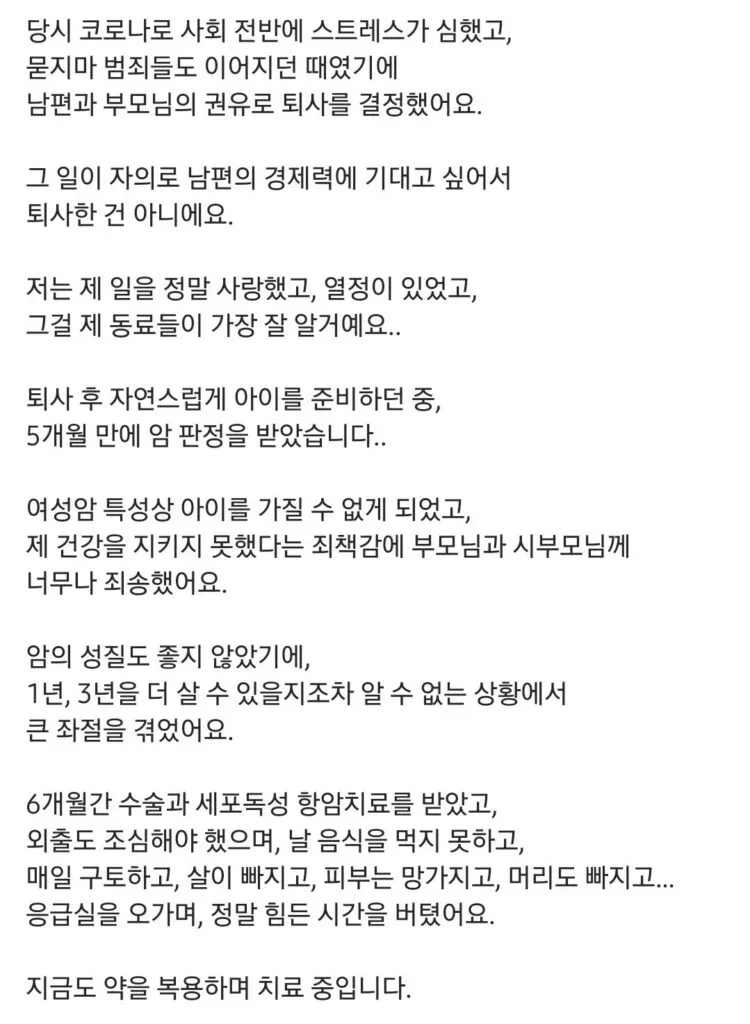 당시 코로나로 사회 전반에 스트레스가 심했고,
묻지마 범죄들도 이어지던 때였기에
남편과 부모님의 권유로 퇴사를 결정했어요.
그 일이 자의로 남편의 경제력에 기대고 싶어서
퇴사한 건 아니에요.
저는 제 일을 정말 사랑했고, 열정이 있었고,
그걸 제 동료들이 가장 잘 알거예요..
퇴사 후 자연스럽게 아이를 준비하던 중,
5개월 만에 암 판정을 받았습니다..
여성암 특성상 아이를 가질 수 없게 되었고,
제 건강을 지키지 못했다는 죄책감에 부모님과 시부모님께
너무나 죄송했어요.
암의 성질도 좋지 않았기에,
1년, 3년을 더 살 수 있을지조차 알 수 없는 상황에서
큰 좌절을 겪었어요.
6개월간 수술과 세포독성 항암치료를 받았고,
외출도 조심해야 했으며, 날 음식을 먹지 못하고,
매일 구토하고, 살이 빠지고, 피부는 망가지고, 머리도 빠지고...
응급실을 오가며, 정말 힘든 시간을 버텼어요.
지금도 약을 복용하며 치료 중입니다.